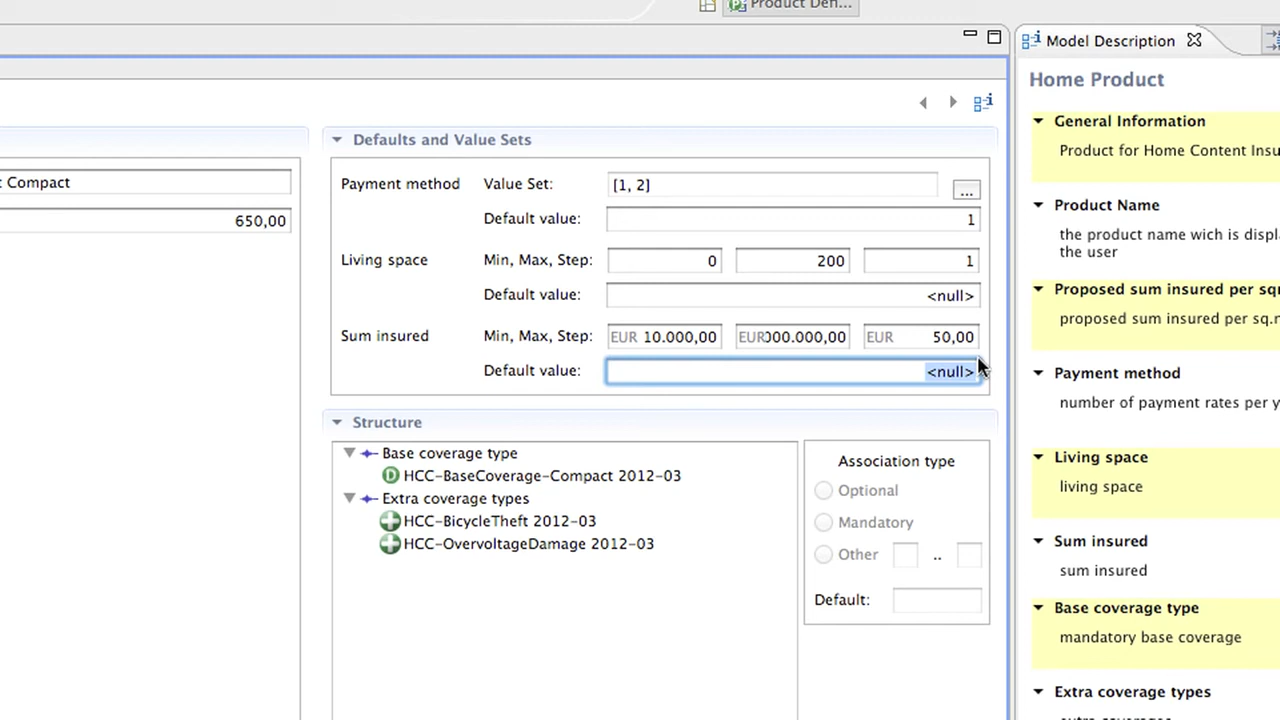 Product Defi...
Model Description
Home Product
Compact
650,00
Defaults and Value Sets
Payment method Value Set: [1, 2] ...
Default value: 1
Living space Min, Max, Step: 0 200 1
Default value: <null>
Sum insured Min, Max, Step: EUR 10.000,00 EUR 000.000,00 EUR 50,00
Default value: <null>
Structure
Base coverage type
HCC-BaseCoverage-Compact 2012-03
Extra coverage types
HCC-BicycleTheft 2012-03
HCC-OvervoltageDamage 2012-03
Association type
Optional
Mandatory
Other ..
Default:
General Information
Product for Home Content Insu
Product Name
the product name wich is displ
the user
Proposed sum insured per sq
proposed sum insured per sq.
Payment method
number of payment rates per y
Living space
living space
Sum insured
sum insured
Base coverage type
mandatory base coverage
Extra coverage types